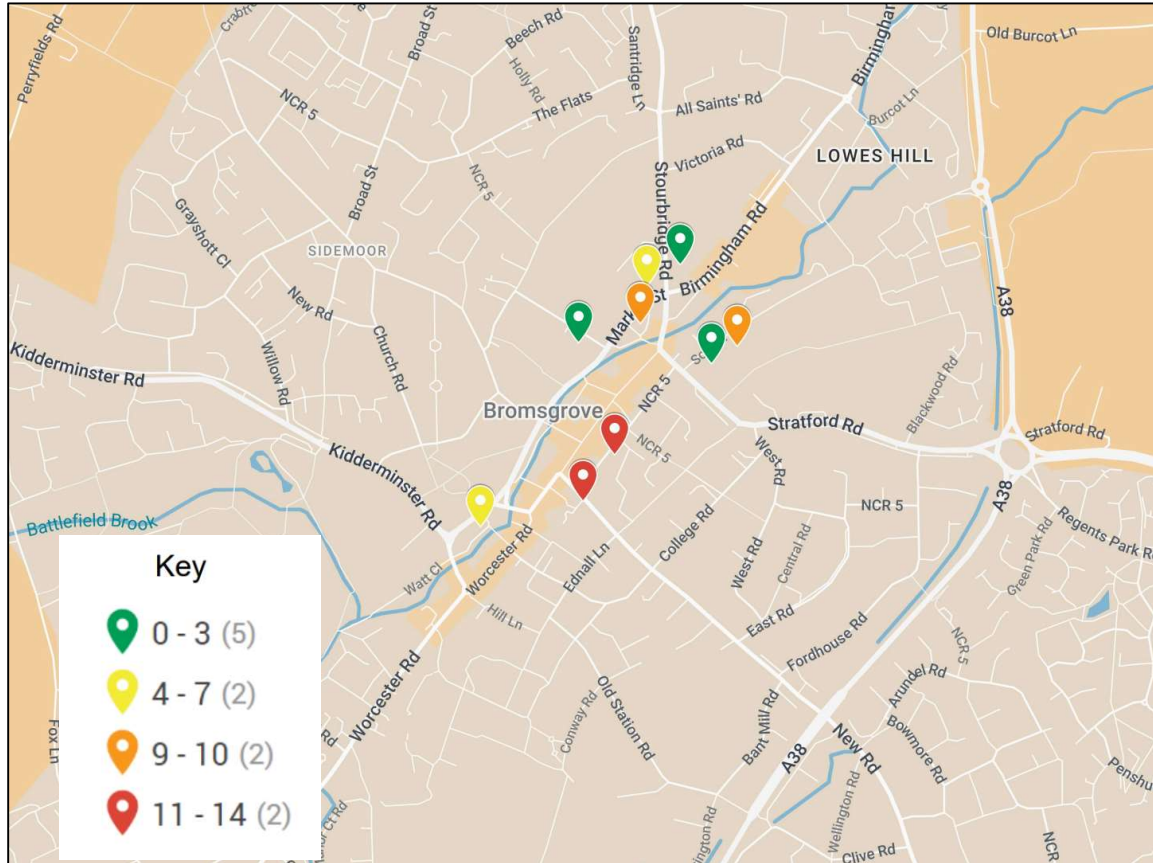 Perryfields Rd
Broad St
Beech Rd
Holly Rd
Santridge Ln
Birmingham
Old Burcot Ln
NCR 5
The Flats
All Saints' Rd
Burcot Ln
Victoria Rd
LOWES HILL
Broad St
NCR 5
Stourbridge Rd
Grayshott Cl
SIDEMOOR
Birmingham Rd
New Rd
A38
Kidderminster Rd
Willow Rd
Church Rd
NCR 5
Bromsgrove
Blackwood Rd
Stratford Rd
Stratford Rd
NCR 5
West Rd
Kidderminster Rd
A38
NCR 5
Battlefield Brook
College Rd
Regents Park Rd
Worcester Rd
Ednall Ln
West Rd
Central Rd
Green Park Rd
Watt Cl
Hill Ln
East Rd
Fordhouse Rd
NCR 5
Worcester Rd
Arundel Rd
Old Station Rd
Conway Rd
Bant Mill Rd
Fox Ln
Rd
New Rd
Bowmore Rd
A38
Penshu
Wellington Rd
Clive Rd
NCR
Key
0 - 3 (5)
4 - 7 (2)
9 - 10 (2)
11 - 14 (2)